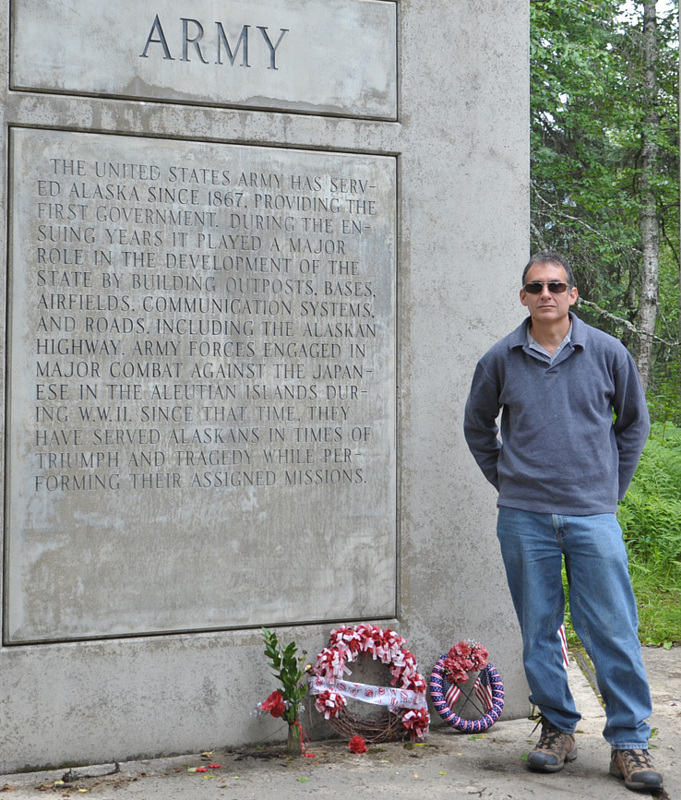 ARMY
THE UNITED STATES ARMY HAS SERV-
ED ALASKA SINCE 1867, PROVIDING THE
FIRST GOVERNMENT. DURING THE EN-
SUING YEARS IT PLAYED A MAJOR
ROLE IN THE DEVELOPMENT OF THE
STATE BY BUILDING OUTPOSTS, BASES,
AIRFIELDS, COMMUNICATION SYSTEMS,
AND ROADS, INCLUDING THE ALASKAN
HIGHWAY. ARMY FORCES ENGAGED IN
MAJOR COMBAT AGAINST THE JAPAN-
ESE IN THE ALEUTIAN ISLANDS DUR-
ING W.W.II. SINCE THAT TIME, THEY
HAVE SERVED ALASKANS IN TIMES OF
TRIUMPH AND TRAGEDY WHILE PER-
FORMING THEIR ASSIGNED MISSIONS.